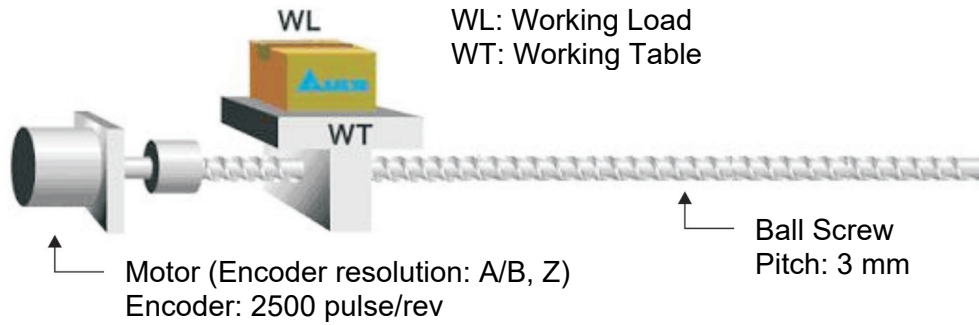 WL
WL: Working Load
WT: Working Table
WT
Ball Screw
Pitch: 3 mm
Motor (Encoder resolution: A/B, Z)
Encoder: 2500 pulse/rev